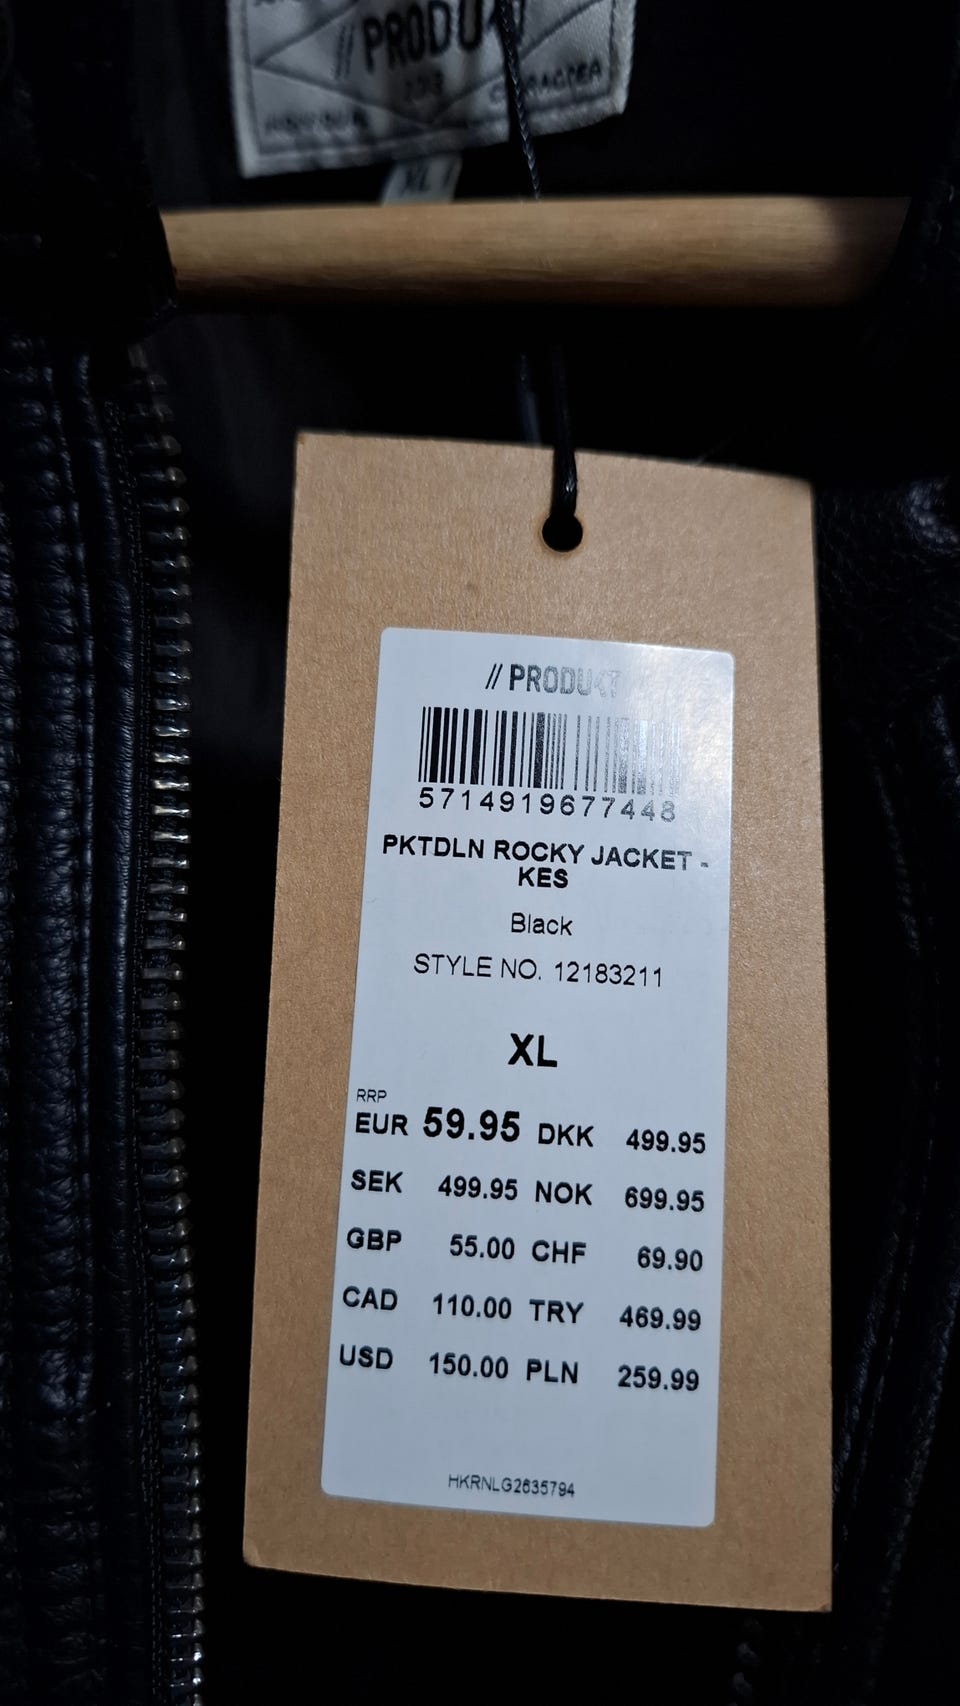 // PRODUKT
XL
// PRODUKT
5714919677448
PKTDLN ROCKY JACKET -
KES
Black
STYLE NO. 12183211
XL
RRP
EUR 59.95 DKK 499.95
SEK 499.95 NOK 699.95
GBP 55.00 CHF 69.90
CAD 110.00 TRY 469.99
USD 150.00 PLN 259.99
HKRNLG2635794